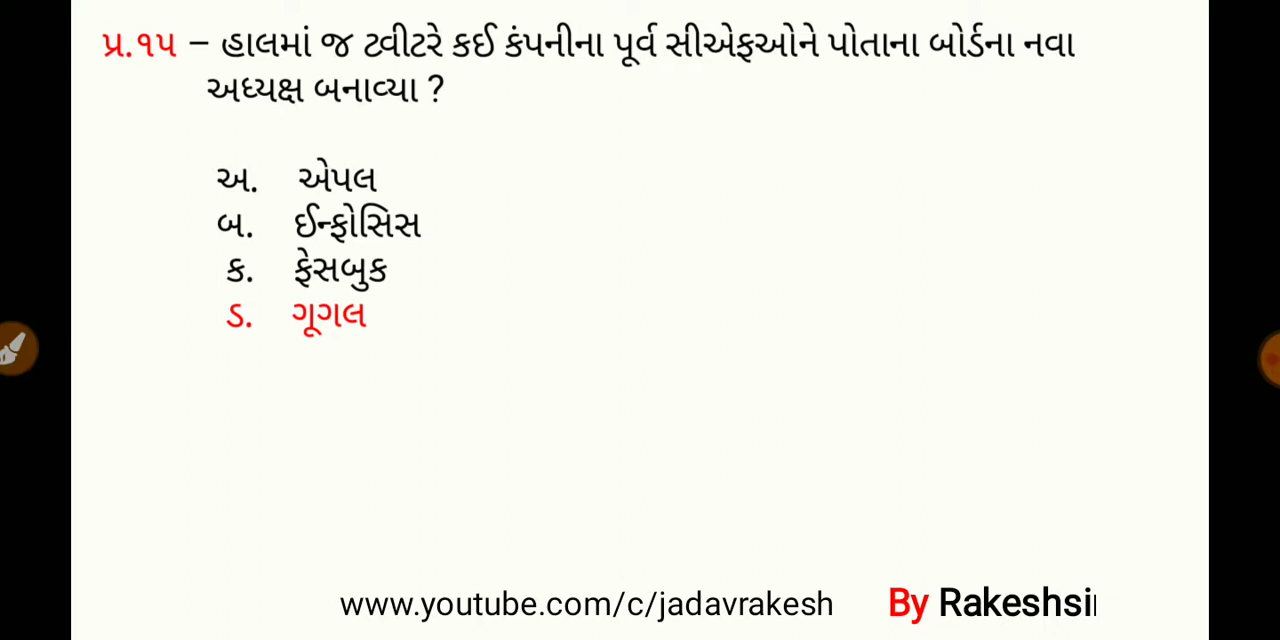 પ્ર.૧૫ – હાલમાં જ ટ્વીટરે કઈ કંપનીના પૂર્વ સીએફઓને પોતાના બોર્ડના નવા
અધ્યક્ષ બનાવ્યા ?
અ. એપલ
બ. ઈન્ફોસિસ
ક. ફેસબુક
ડ. ગૂગલ
www.youtube.com/c/jadavrakesh By